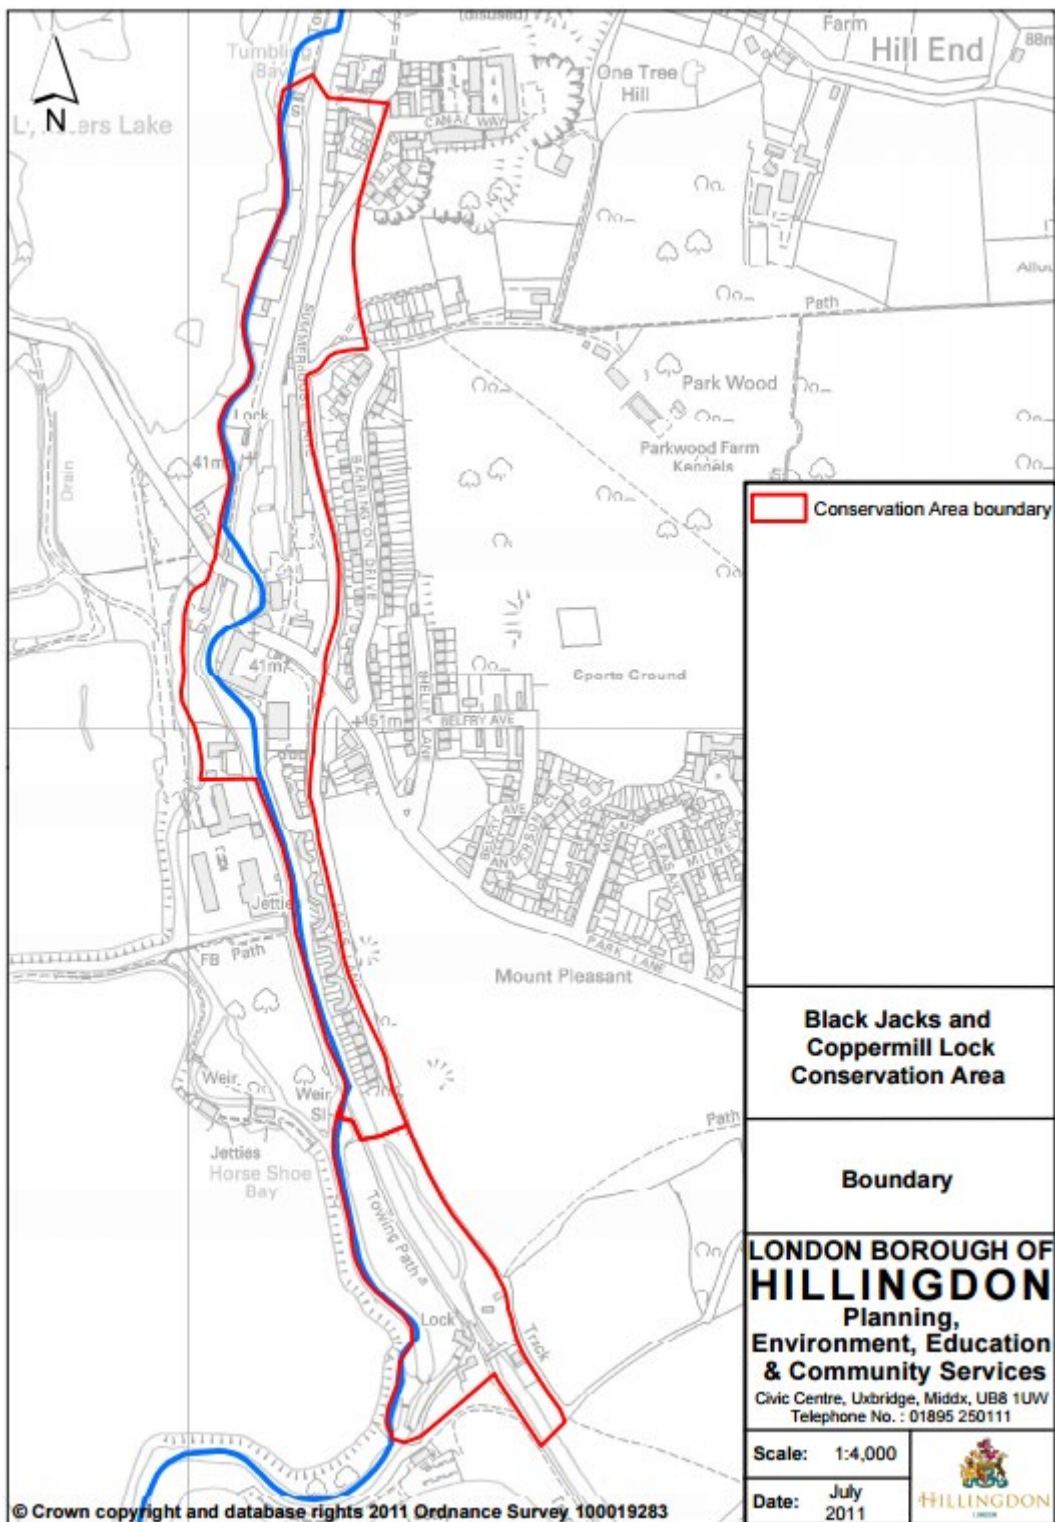 (disused)
Farm
Hill End
88m
Tumbling
Bay
One Tree
Hill
N
Lake
CANAL WAY
Path
SUMMERHOUSE LANE
Park Wood
Lock
Parkwood Farm
Kennels
41m
Drain
BARRINGTON DRIVE
Conservation Area boundary
Sports Ground
41m
51m
BELFRY LANE
BELFRY AVE
BELFRY AVE
MILNE
Jetties
PARK LANE
FB
Path
Mount Pleasant
Weir
Weir
Sl
Path
Jetties
Horse Shoe
Bay
Towing Path
Lock
Track
Black Jacks and
Coppermill Lock
Conservation Area
Boundary
LONDON BOROUGH OF
HILLINGDON
Planning,
Environment, Education
& Community Services
Civic Centre, Uxbridge, Middx, UB8 1UW
Telephone No. : 01895 250111
Scale: 1:4,000
Date: July
2011
HILLINGDON
LONDON
© Crown copyright and database rights 2011 Ordnance Survey 100019283